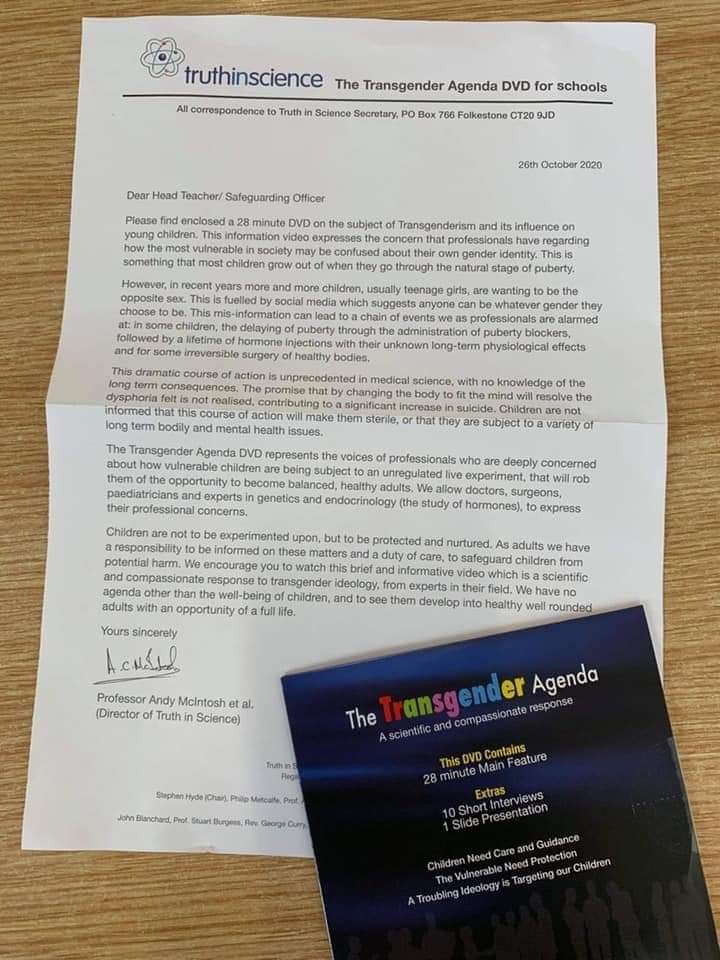 truthinscience The Transgender Agenda DVD for schools
All correspondence to Truth in Science Secretary, PO Box 766 Folkestone CT20 9JD
26th October 2020
Dear Head Teacher/ Safeguarding Officer
Please find enclosed a 28 minute DVD on the subject of Transgenderism and its influence on
young children. This information video expresses the concern that professionals have regarding
how the most vulnerable in society may be confused about their own gender identity. This is
something that most children grow out of when they go through the natural stage of puberty.
However, in recent years more and more children, usually teenage girls, are wanting to be the
opposite sex. This is fuelled by social media which suggests anyone can be whatever gender they
choose to be. This mis-information can lead to a chain of events we as professionals are alarmed
at: in some children, the delaying of puberty through the administration of puberty blockers,
followed by a lifetime of hormone injections with their unknown long-term physiological effects
and for some irreversible surgery of healthy bodies.
This dramatic course of action is unprecedented in medical science, with no knowledge of the
long term consequences. The promise that by changing the body to fit the mind will resolve the
dysphoria felt is not realised, contributing to a significant increase in suicide. Children are not
informed that this course of action will make them sterile, or that they are subject to a variety of
long term bodily and mental health issues.
The Transgender Agenda DVD represents the voices of professionals who are deeply concerned
about how vulnerable children are being subject to an unregulated live experiment, that will rob
them of the opportunity to become balanced, healthy adults. We allow doctors, surgeons,
paediatricians and experts in genetics and endocrinology (the study of hormones), to express
their professional concerns.
Children are not to be experimented upon, but to be protected and nurtured. As adults we have
a responsibility to be informed on these matters and a duty of care, to safeguard children from
potential harm. We encourage you to watch this brief and informative video which is a scientific
and compassionate response to transgender ideology, from experts in their field. We have no
agenda other than the well-being of children, and to see them develop into healthy well rounded
adults with an opportunity of a full life.
Yours sincerely
Professor Andy McIntosh et al.
(Director of Truth in Science)
Truth in
Stephen Hyde (Chair), Philip Metcalfe, Prof.
John Blanchard, Prof. Stuart Burgess, Rev. George Curry,
The Transgender Agenda
A scientific and compassionate response
This DVD Contains
28 minute Main Feature
Extras
10 Short Interviews
1 Slide Presentation
Children Need Care and Guidance
The Vulnerable Need Protection
A Troubling Ideology is Targeting our Children